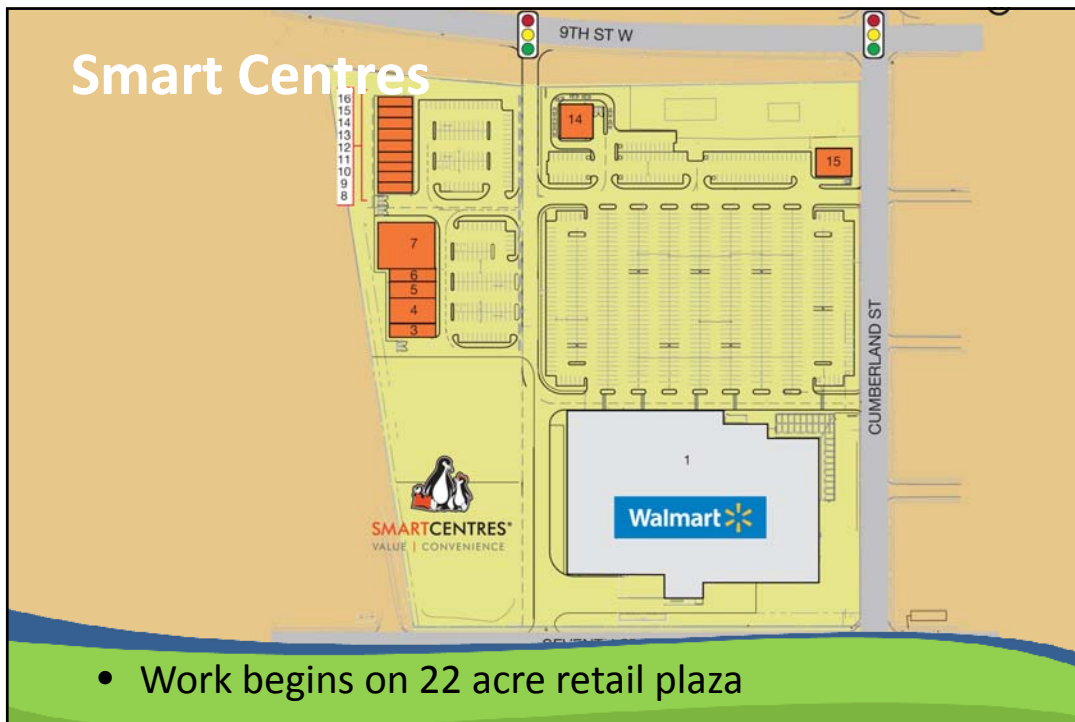 9TH ST W
Smart Centres
16
15
14
13
12
11
10
9
8
14
15
7
6
5
4
3
CUMBERLAND ST
1
Walmart
SMARTCENTRES®
VALUE | CONVENIENCE
• Work begins on 22 acre retail plaza